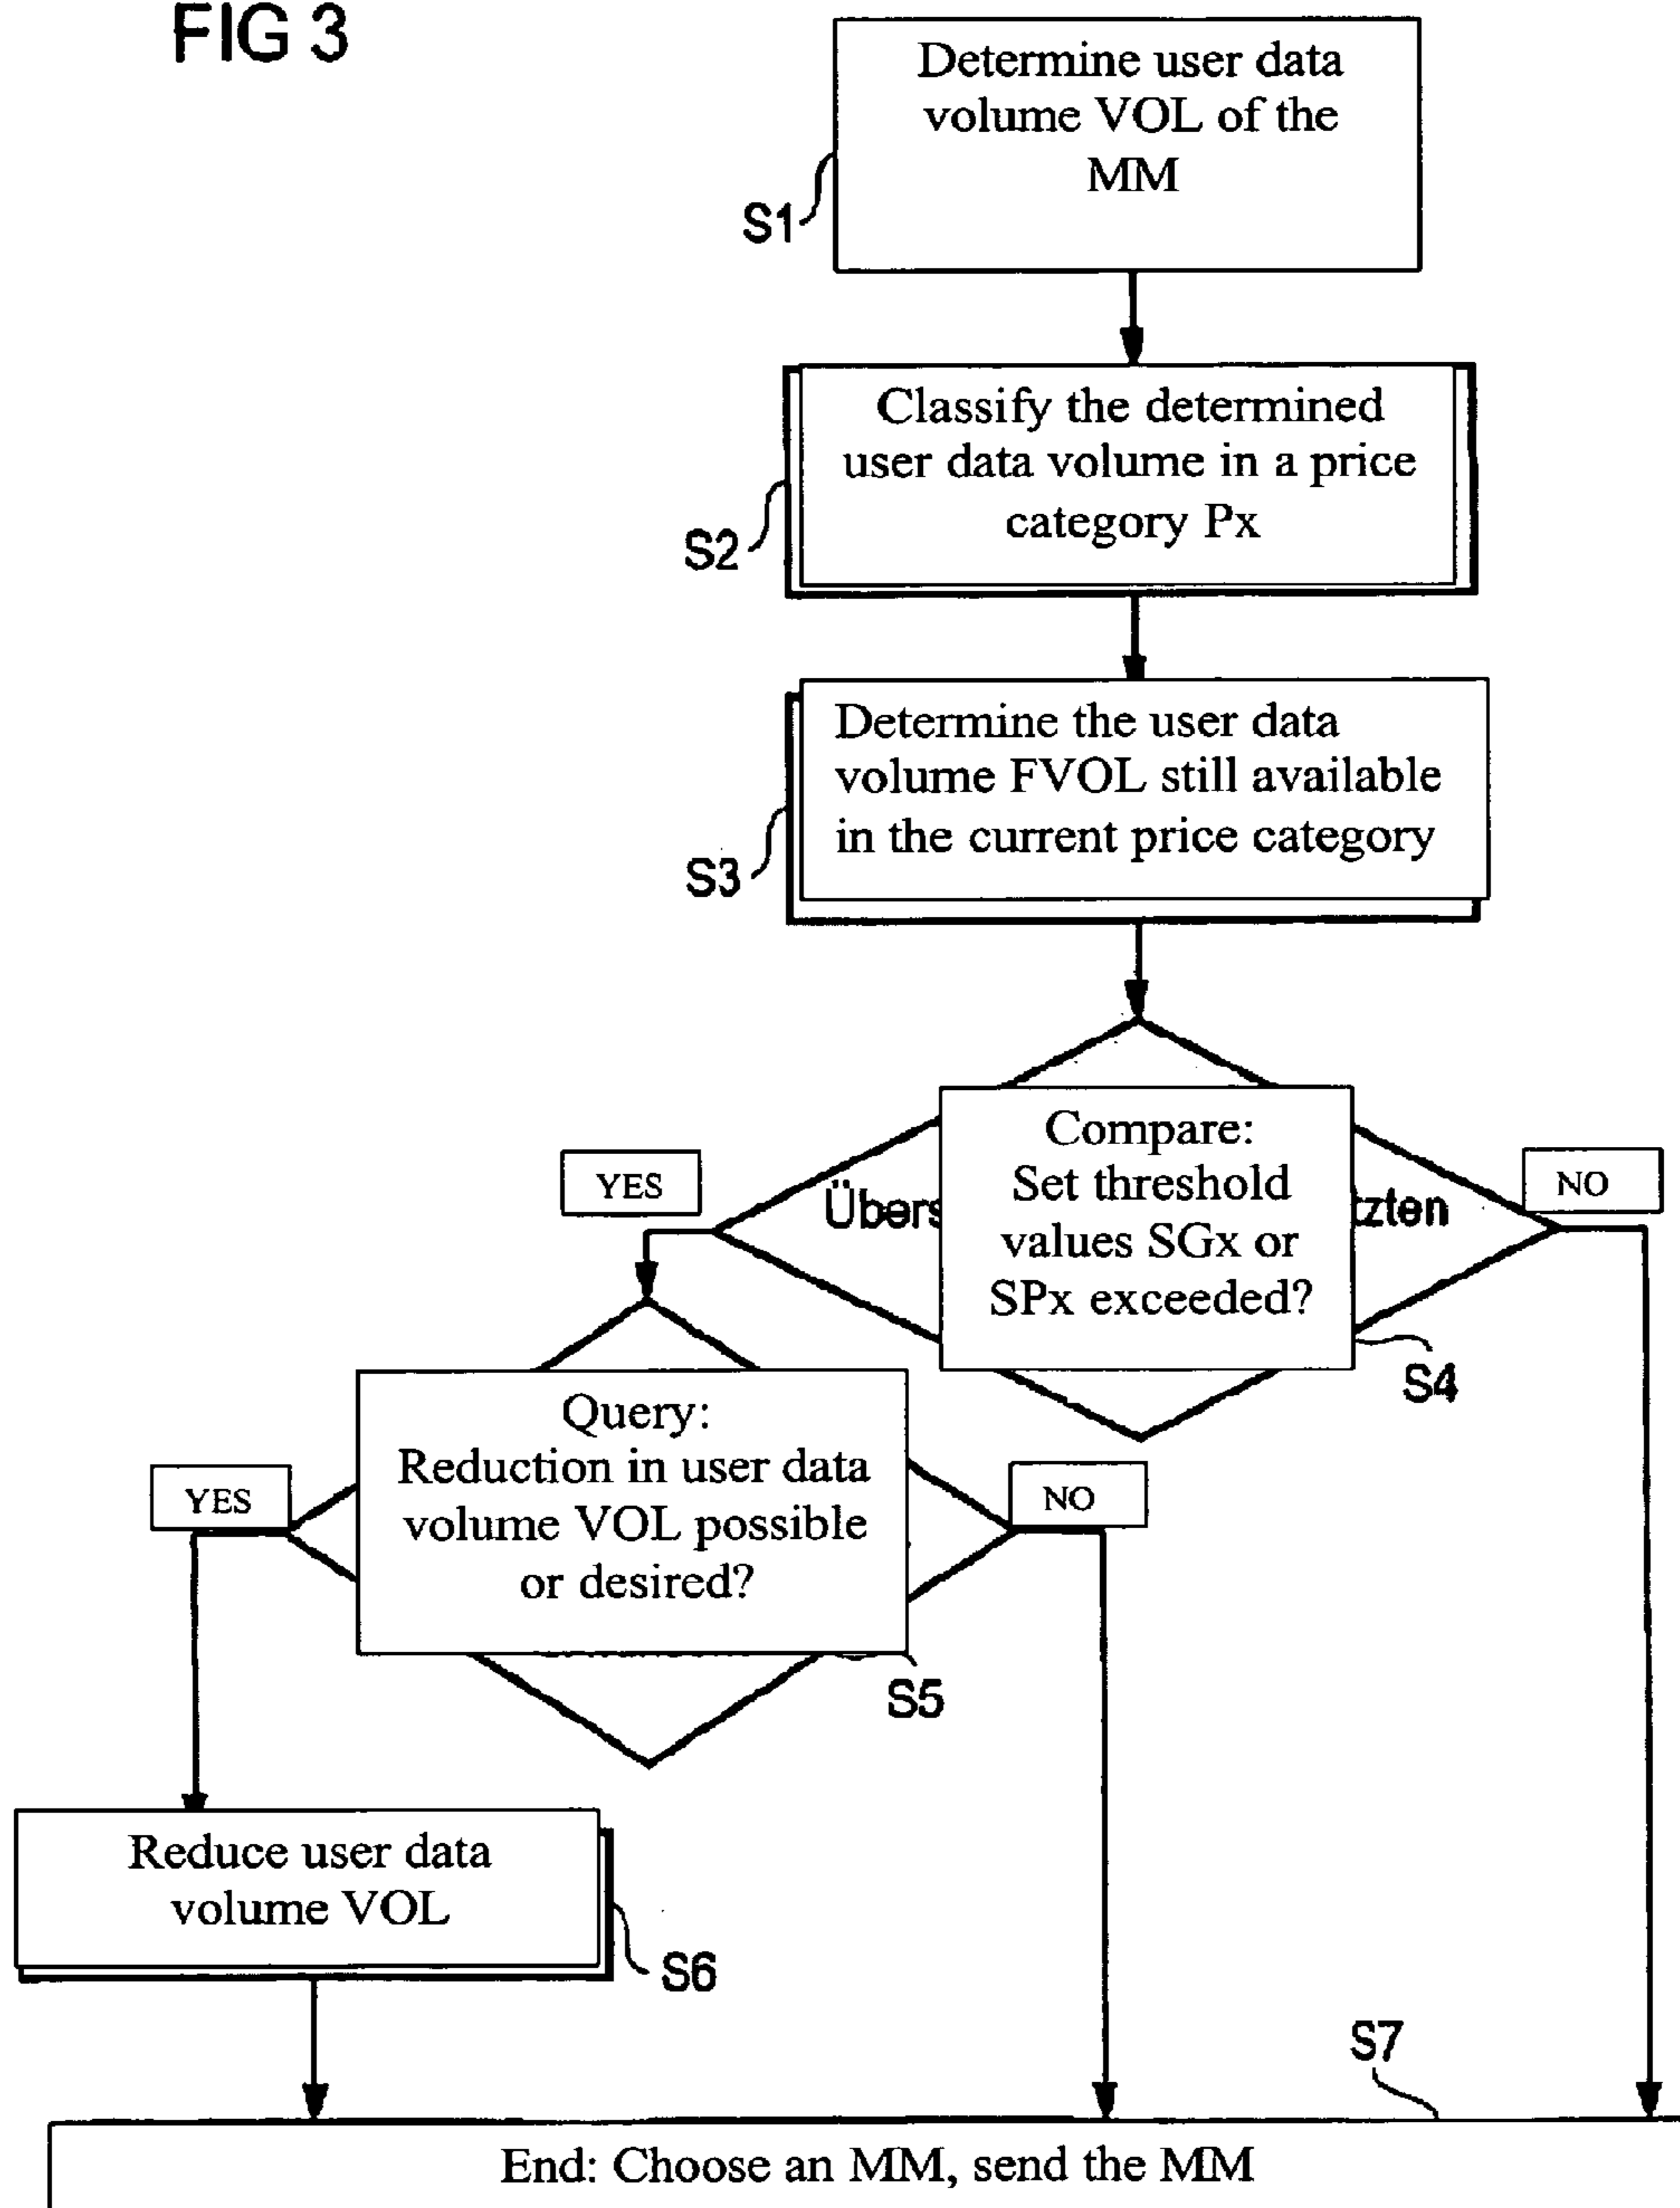 FIG 3
Determine user data
volume VOL of the
MM
S1
Classify the determined
user data volume in a price
category Px
S2
Determine the user data
volume FVOL still available
in the current price category
S3
Compare:
Set threshold
values SGx or
SPx exceeded?
YES
NO
S4
Query:
Reduction in user data
volume VOL possible
or desired?
YES
NO
S5
Reduce user data
volume VOL
S6
S7
End: Choose an MM, send the MM